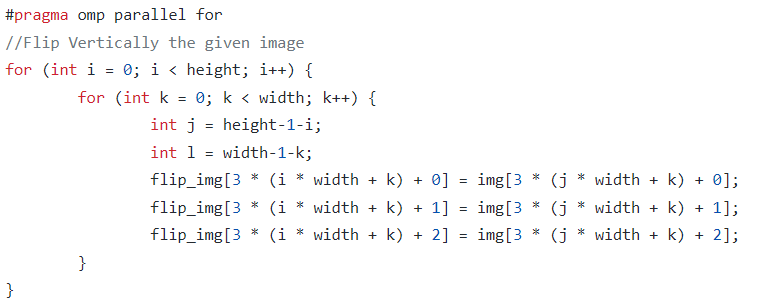 #pragma omp parallel for
//Flip Vertically the given image
for (int i = 0; i < height; i++) {
        for (int k = 0; k < width; k++) {
                int j = height-1-i;
                int l = width-1-k;
                flip_img[3 * (i * width + k) + 0] = img[3 * (j * width + k) + 0];
                flip_img[3 * (i * width + k) + 1] = img[3 * (j * width + k) + 1];
                flip_img[3 * (i * width + k) + 2] = img[3 * (j * width + k) + 2];
        }
}